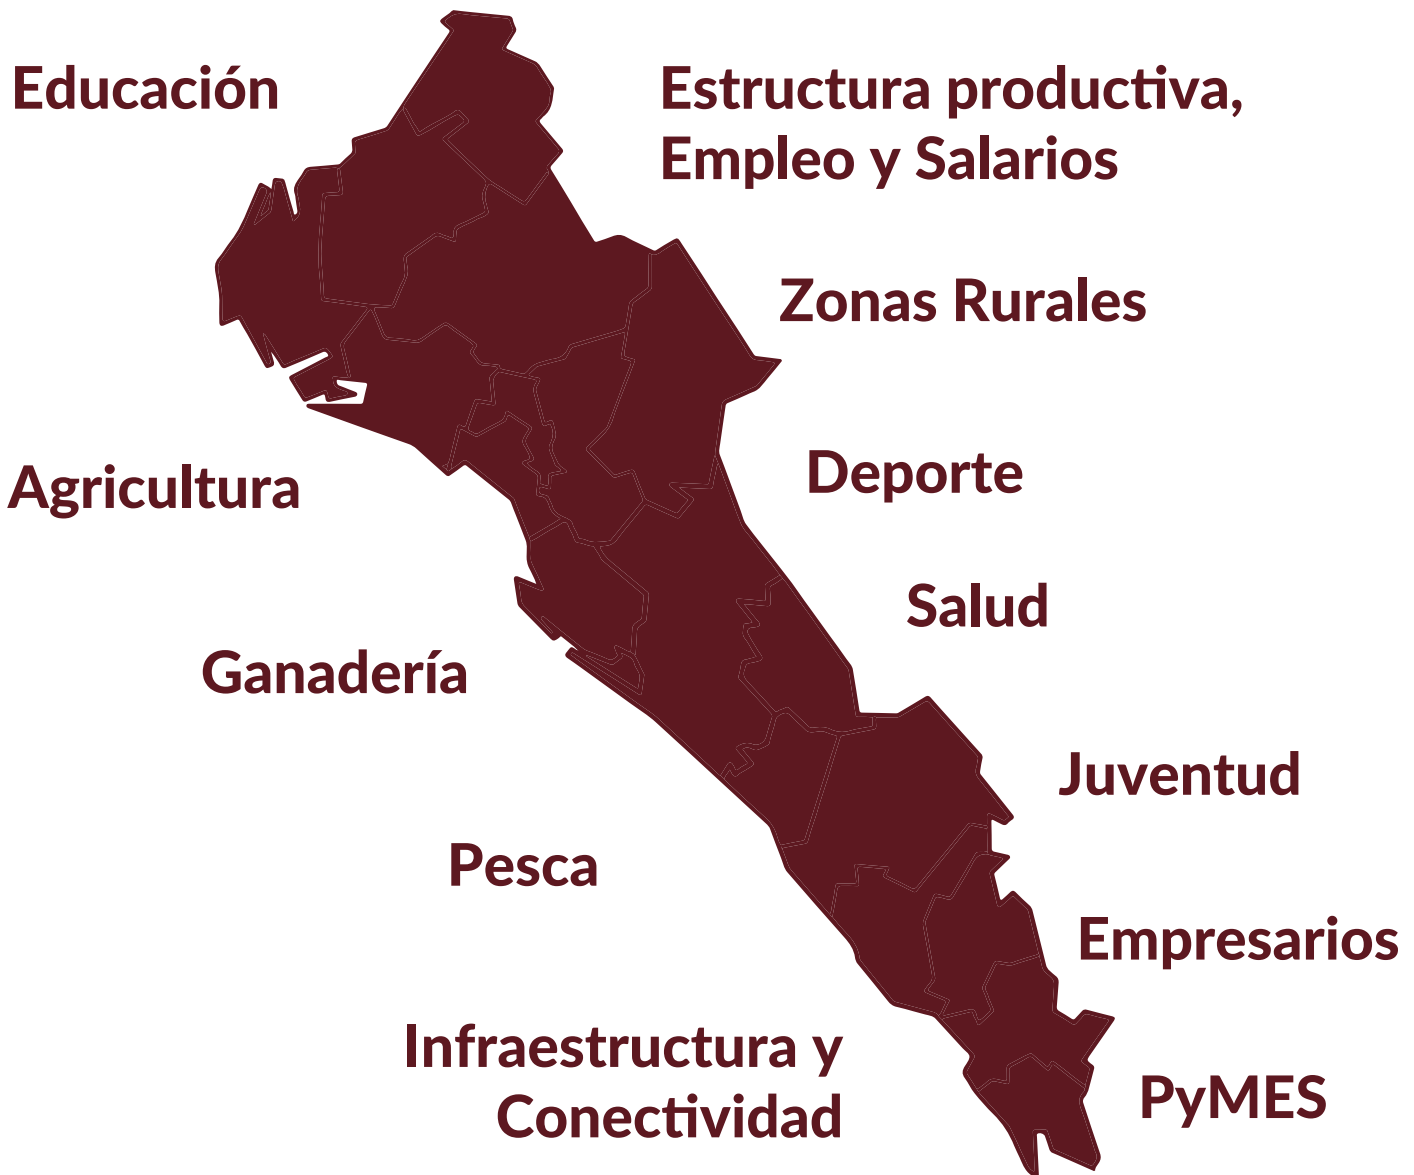 Educación
Estructura productiva,
Empleo y Salarios
Zonas Rurales
Deporte
Agricultura
Salud
Ganadería
Juventud
Pesca
Empresarios
Infraestructura y
Conectividad
PyMES